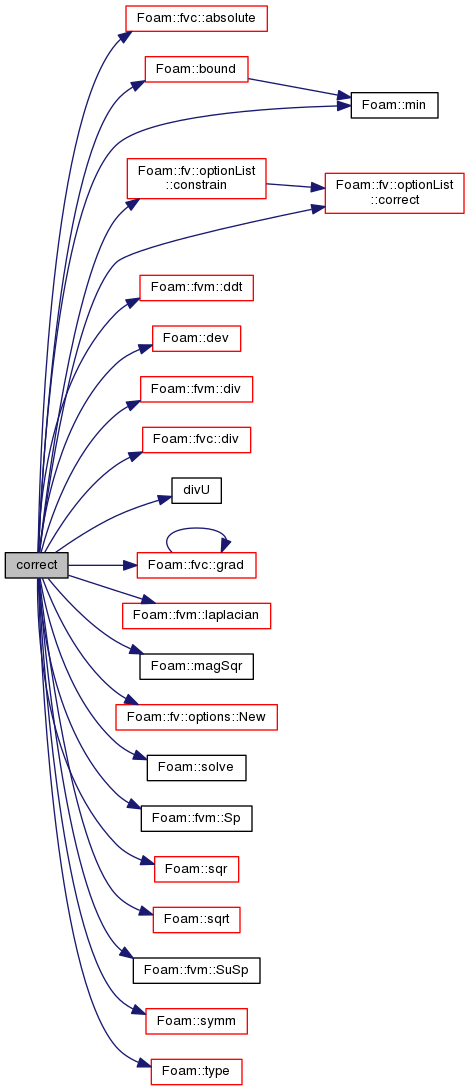 Foam::fvc::absolute
Foam::bound
Foam::min
Foam::fv::optionList
::constrain
Foam::fv::optionList
::correct
Foam::fvm::ddt
Foam::dev
Foam::fvm::div
Foam::fvc::div
divU
correct
Foam::fvc::grad
Foam::fvm::laplacian
Foam::magSqr
Foam::fv::options::New
Foam::solve
Foam::fvm::Sp
Foam::sqr
Foam::sqrt
Foam::fvm::SuSp
Foam::symm
Foam::type